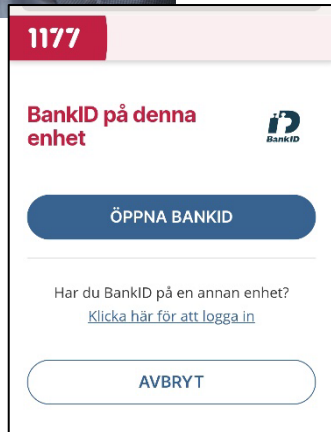 1177
BankID på denna
enhet
BankID
ÖPPNA BANKID
Har du BankID på en annan enhet?
Klicka här för att logga in
AVBRYT